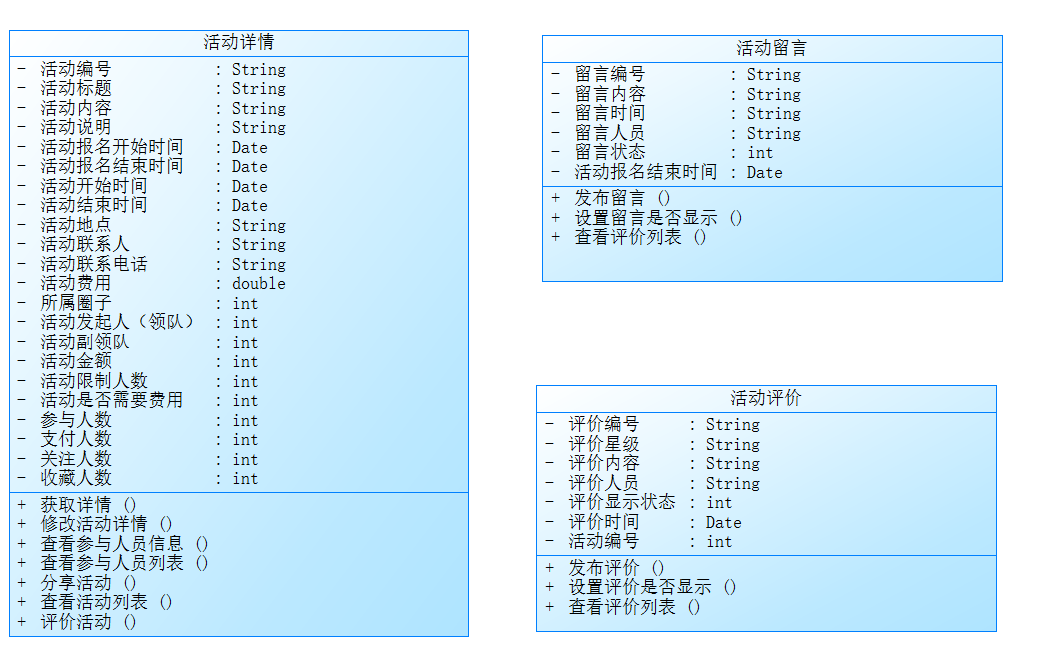 活动详情
- 活动编号 : String
- 活动标题 : String
- 活动内容 : String
- 活动说明 : String
- 活动报名开始时间 : Date
- 活动报名结束时间 : Date
- 活动开始时间 : Date
- 活动结束时间 : Date
- 活动地点 : String
- 活动联系人 : String
- 活动联系电话 : String
- 活动费用 : double
- 所属圈子 : int
- 活动发起人（领队） : int
- 活动副领队 : int
- 活动金额 : int
- 活动限制人数 : int
- 活动是否需要费用 : int
- 参与人数 : int
- 支付人数 : int
- 关注人数 : int
- 收藏人数 : int
+ 获取详情 ()
+ 修改活动详情 ()
+ 查看参与人员信息 ()
+ 查看参与人员列表 ()
+ 分享活动 ()
+ 查看活动列表 ()
+ 评价活动 ()
活动留言
- 留言编号 : String
- 留言内容 : String
- 留言时间 : String
- 留言人员 : String
- 留言状态 : int
- 活动报名结束时间 : Date
+ 发布留言 ()
+ 设置留言是否显示 ()
+ 查看评价列表 ()
活动评价
- 评价编号 : String
- 评价星级 : String
- 评价内容 : String
- 评价人员 : String
- 评价显示状态 : int
- 评价时间 : Date
- 活动编号 : int
+ 发布评价 ()
+ 设置评价是否显示 ()
+ 查看评价列表 ()